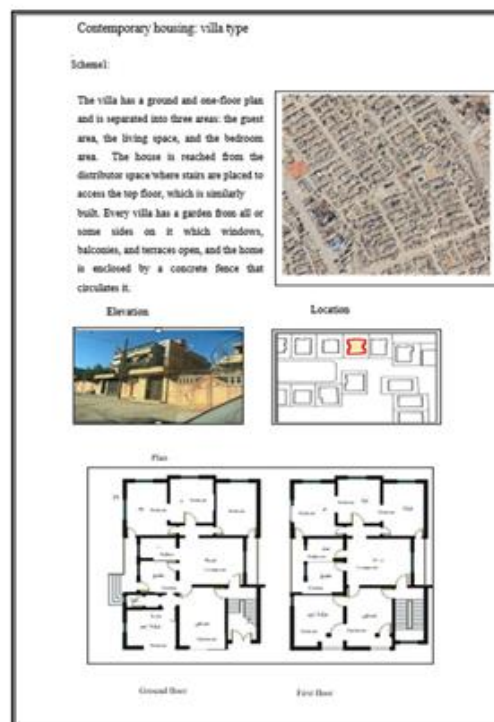 Contemporary housing: villa type
Scheme1:
The villa has a ground and one-floor plan
and is separated into three areas: the guest
area, the living space, and the bedroom
area. The house is reached from the
distributor space where stairs are placed to
access the top floor, which is similarly
built. Every villa has a garden from all or
some sides on it which windows,
balconies, and terraces open, and the home
is enclosed by a concrete fence that
circulates it.
Elevation
Location
Plan
Ground floor
First floor